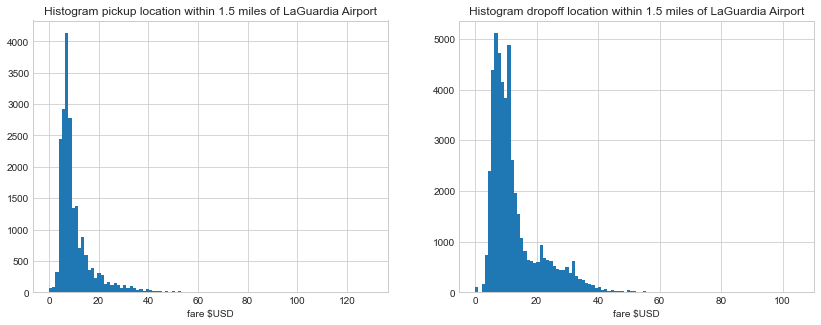 Histogram pickup location within 1.5 miles of LaGuardia Airport
4000
3500
3000
2500
2000
1500
1000
500
0
0 20 40 60 80 100 120
fare $USD
Histogram dropoff location within 1.5 miles of LaGuardia Airport
5000
4000
3000
2000
1000
0
0 20 40 60 80 100
fare $USD